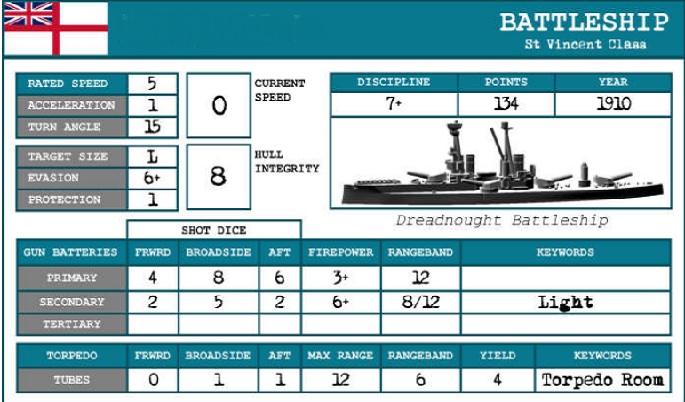 BATTLESHIP
St Vincent Class
RATED SPEED 5
ACCELERATION 1
TURN ANGLE 15
0 CURRENT SPEED
TARGET SIZE L
EVASION 6+
PROTECTION 1
8 HULL INTEGRITY
DISCIPLINE POINTS YEAR
7+ 134 1910
Dreadnought Battleship
SHOT DICE
GUN BATTERIES FRWRD BROADSIDE AFT FIREPOWER RANGEBAND KEYWORDS
PRIMARY 4 8 6 3+ 12
SECONDARY 2 5 2 6+ 8/12 Light
TERTIARY
TORPEDO FRWRD BROADSIDE AFT MAX RANGE RANGEBAND YIELD KEYWORDS
TUBES 0 1 1 12 6 4 Torpedo Room